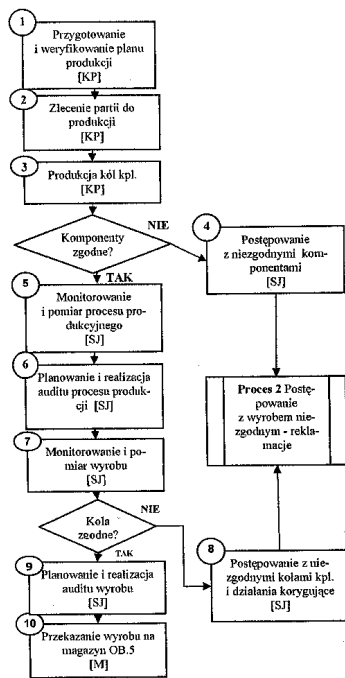 1
Przygotowanie
i weryfikowanie planu
produkcji
[KP]
2
Zlecenie partii do
produkcji
[KP]
3
Produkcja kół kpl.
[KP]
Komponenty
zgodne?
NIE
TAK
4
Postępowanie
z niezgodnymi kom-
ponentami
[SJ]
5
Monitorowanie
i pomiar procesu pro-
dukcyjnego
[SJ]
6
Planowanie i realizacja
auditu procesu produk-
cji [SJ]
Proces 2 Postę-
powanie
z wyrobem nie-
zgodnym - rekla-
macje
7
Monitorowanie i po-
miar wyrobu
[SJ]
Koła
zgodne?
NIE
TAK
8
Postępowanie z nie-
zgodnymi kołami kpl.
i działania korygujące
[SJ]
9
Planowanie i realizacja
auditu wyrobu
[SJ]
10
Przekazanie wyrobu na
magazyn OB.5
[M]